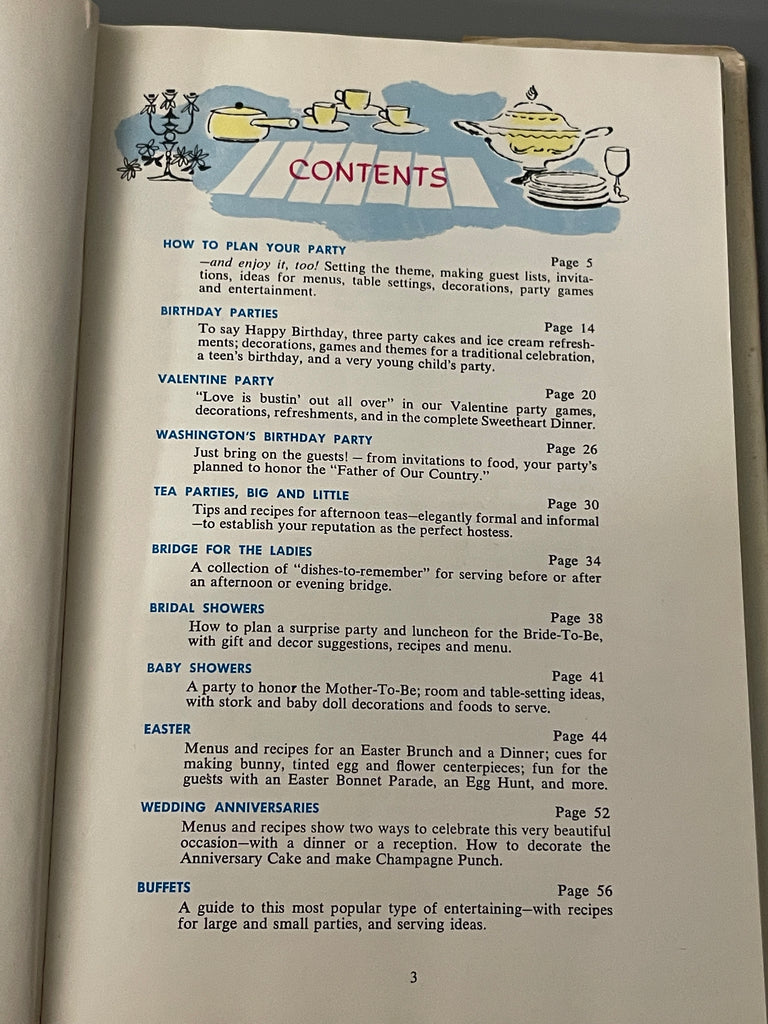 CONTENTS
HOW TO PLAN YOUR PARTY Page 5
—and enjoy it, too! Setting the theme, making guest lists, invita-
tions, ideas for menus, table settings, decorations, party games
and entertainment.
BIRTHDAY PARTIES Page 14
To say Happy Birthday, three party cakes and ice cream refresh-
ments; decorations, games and themes for a traditional celebration,
a teen's birthday, and a very young child's party.
VALENTINE PARTY Page 20
"Love is bustin' out all over" in our Valentine party games,
decorations, refreshments, and in the complete Sweetheart Dinner.
WASHINGTON'S BIRTHDAY PARTY Page 26
Just bring on the guests! — from invitations to food, your party's
planned to honor the "Father of Our Country."
TEA PARTIES, BIG AND LITTLE Page 30
Tips and recipes for afternoon teas—elegantly formal and informal
—to establish your reputation as the perfect hostess.
BRIDGE FOR THE LADIES Page 34
A collection of "dishes-to-remember" for serving before or after
an afternoon or evening bridge.
BRIDAL SHOWERS Page 38
How to plan a surprise party and luncheon for the Bride-To-Be,
with gift and decor suggestions, recipes and menu.
BABY SHOWERS Page 41
A party to honor the Mother-To-Be; room and table-setting ideas,
with stork and baby doll decorations and foods to serve.
EASTER Page 44
Menus and recipes for an Easter Brunch and a Dinner; cues for
making bunny, tinted egg and flower centerpieces; fun for the
guests with an Easter Bonnet Parade, an Egg Hunt, and more.
WEDDING ANNIVERSARIES Page 52
Menus and recipes show two ways to celebrate this very beautiful
occasion—with a dinner or a reception. How to decorate the
Anniversary Cake and make Champagne Punch.
BUFFETS Page 56
A guide to this most popular type of entertaining—with recipes
for large and small parties, and serving ideas.
3